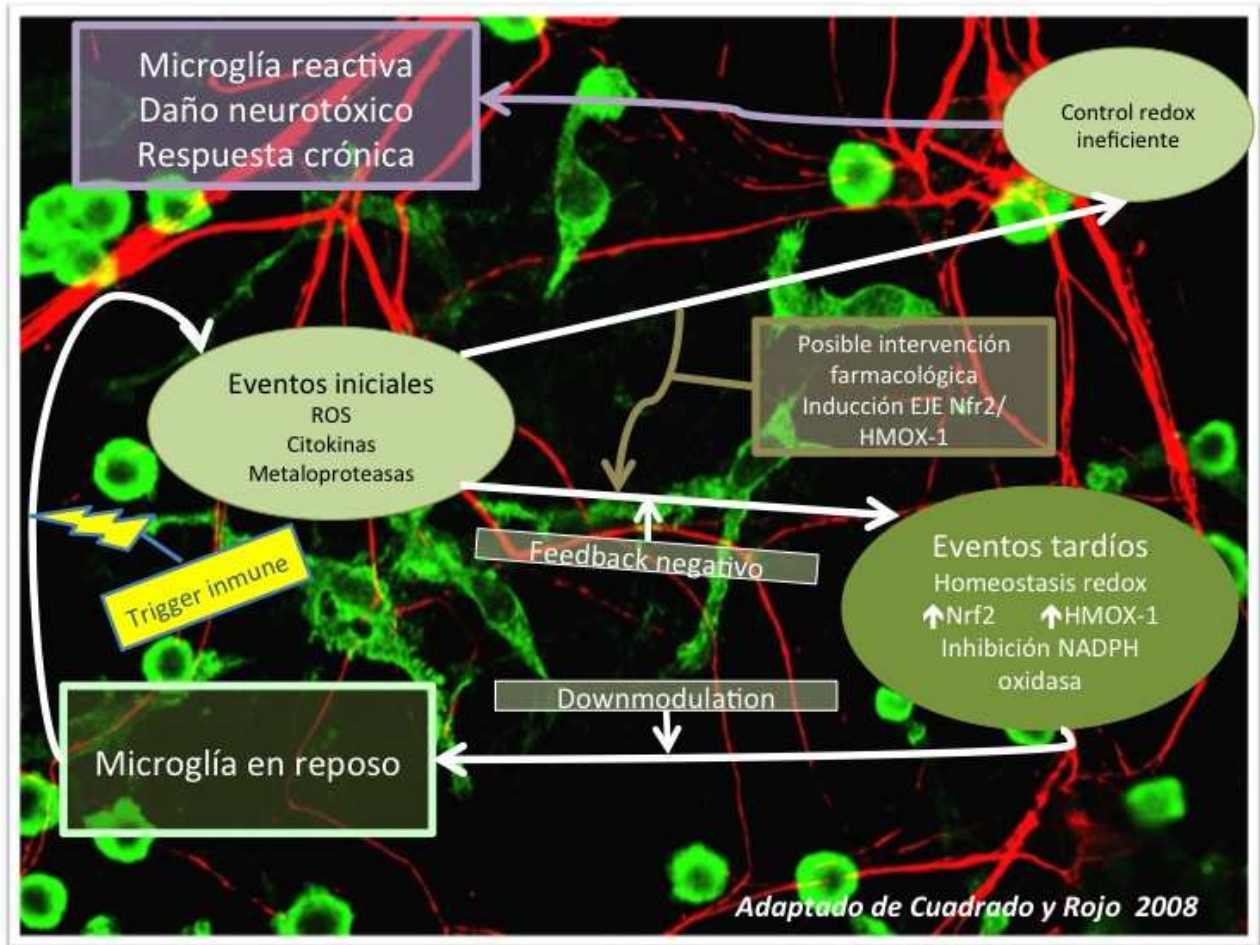 Microglía reactiva
Daño neurotóxico
Respuesta crónica
Control redox
ineficiente
Eventos iniciales
ROS
Citokinas
Metaloproteasas
Posible intervención
farmacológica
Inducción EJE Nfr2/
HMOX-1
Trigger inmune
Feedback negativo
Eventos tardíos
Homeostasis redox
↑Nrf2 ↑HMOX-1
Inhibición NADPH
oxidasa
Downmodulation
Microglía en reposo
Adaptado de Cuadrado y Rojo 2008